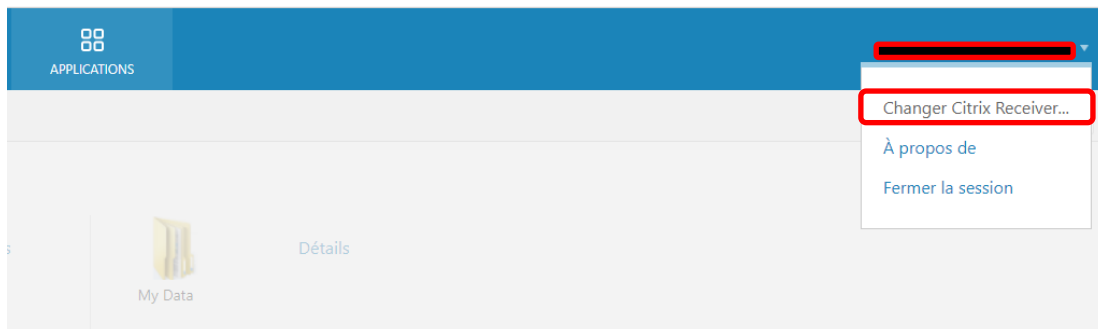 APPLICATIONS
Changer Citrix Receiver...
À propos de
Fermer la session
Détails
My Data